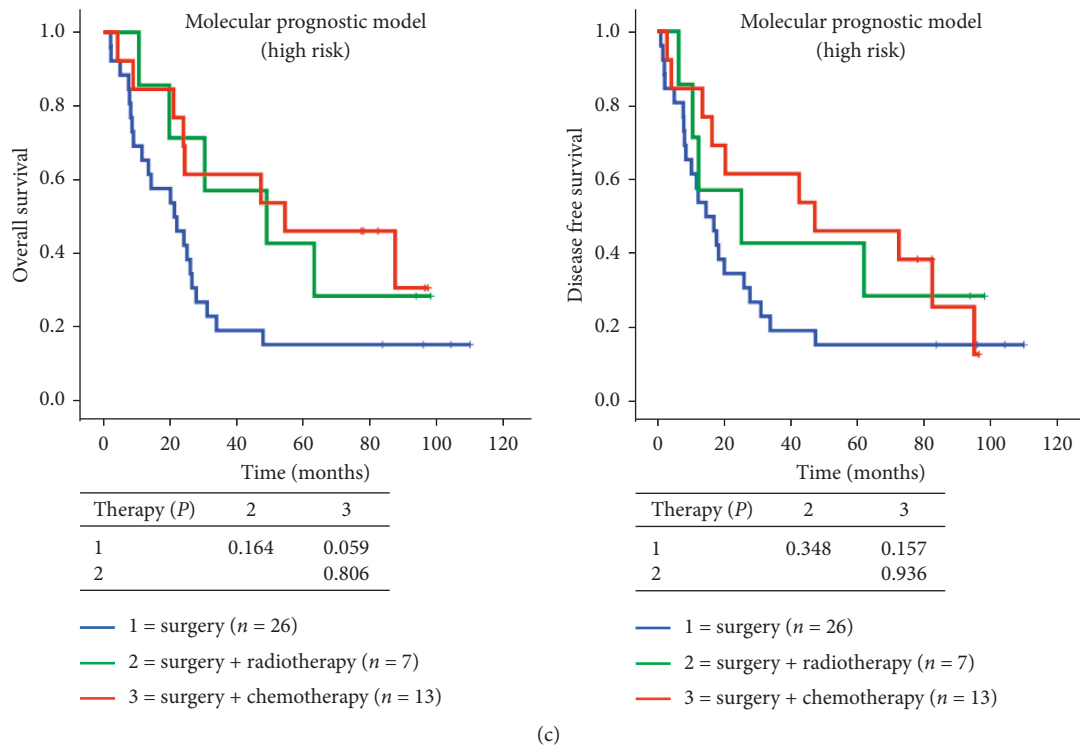 Molecular prognostic model
(high risk)
Overall survival
1.0
0.8
0.6
0.4
0.2
0.0
0 20 40 60 80 100 120
Time (months)
Therapy (P) 2 3
1 0.164 0.059
2 0.806
1 = surgery (n = 26)
2 = surgery + radiotherapy (n = 7)
3 = surgery + chemotherapy (n = 13)
Molecular prognostic model
(high risk)
Disease free survival
1.0
0.8
0.6
0.4
0.2
0.0
0 20 40 60 80 100 120
Time (months)
Therapy (P) 2 3
1 0.348 0.157
2 0.936
1 = surgery (n = 26)
2 = surgery + radiotherapy (n = 7)
3 = surgery + chemotherapy (n = 13)
(c)